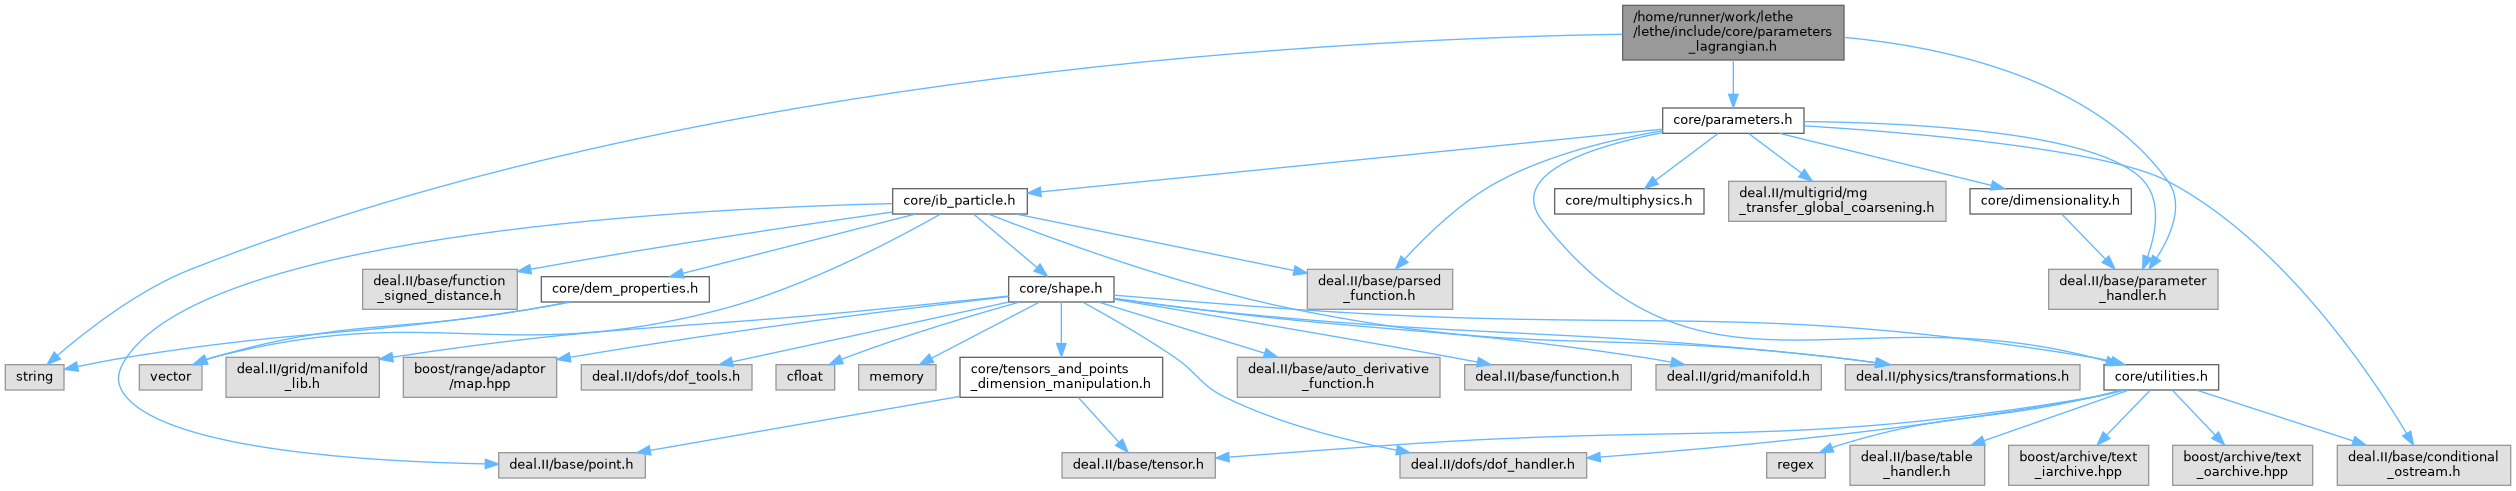 /home/runner/work/lethe
/lethe/include/core/parameters
_lagrangian.h
core/parameters.h
core/ib_particle.h
core/multiphysics.h
deal.II/multigrid/mg
_transfer_global_coarsening.h
core/dimensionality.h
deal.II/base/function
_signed_distance.h
core/dem_properties.h
core/shape.h
deal.II/base/parsed
_function.h
deal.II/base/parameter
_handler.h
string
vector
deal.II/grid/manifold
_lib.h
boost/range/adaptor
/map.hpp
deal.II/dofs/dof_tools.h
cfloat
memory
core/tensors_and_points
_dimension_manipulation.h
deal.II/base/auto_derivative
_function.h
deal.II/base/function.h
deal.II/grid/manifold.h
deal.II/physics/transformations.h
core/utilities.h
deal.II/base/point.h
deal.II/base/tensor.h
deal.II/dofs/dof_handler.h
regex
deal.II/base/table
_handler.h
boost/archive/text
_iarchive.hpp
boost/archive/text
_oarchive.hpp
deal.II/base/conditional
_ostream.h